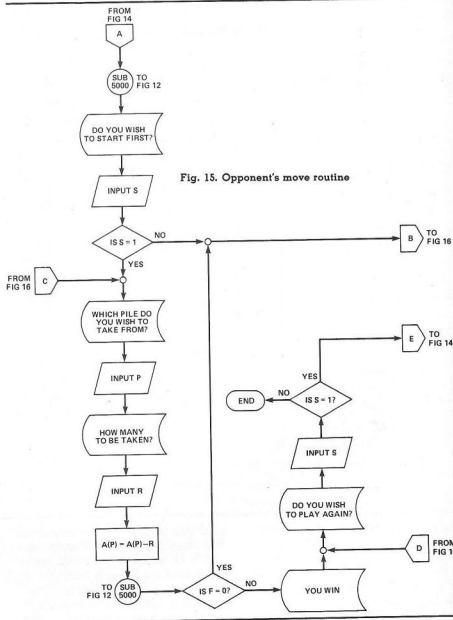 FROM
FIG 14
A
SUB
5000
TO
FIG 12
DO YOU WISH
TO START FIRST?
INPUT S
Fig. 15. Opponent's move routine
IS S = 1
NO
B
TO
FIG 16
YES
FROM
FIG 16
C
WHICH PILE DO
YOU WISH TO
TAKE FROM?
INPUT P
HOW MANY
TO BE TAKEN?
INPUT R
A(P) = A(P)–R
TO
FIG 12
SUB
5000
IS F = 0?
YES
NO
YOU WIN
FROM
FIG 1
D
DO YOU WISH
TO PLAY AGAIN?
INPUT S
IS S = 1?
NO
END
YES
E
TO
FIG 14